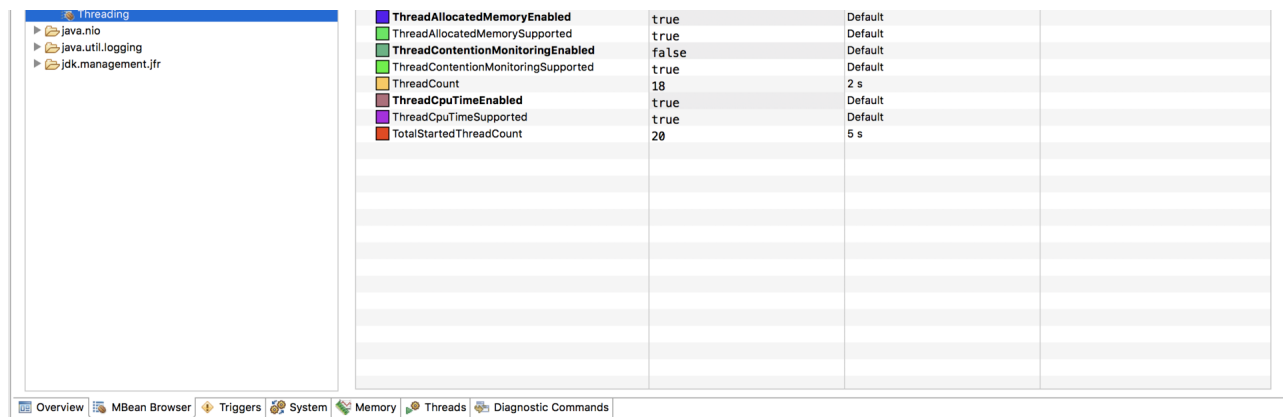 Threading
java.nio
java.util.logging
jdk.management.jfr
ThreadAllocatedMemoryEnabled true Default
ThreadAllocatedMemorySupported true Default
ThreadContentionMonitoringEnabled false Default
ThreadContentionMonitoringSupported true Default
ThreadCount 18 2 s
ThreadCpuTimeEnabled true Default
ThreadCpuTimeSupported true Default
TotalStartedThreadCount 20 5 s
Overview MBean Browser Triggers System Memory Threads Diagnostic Commands